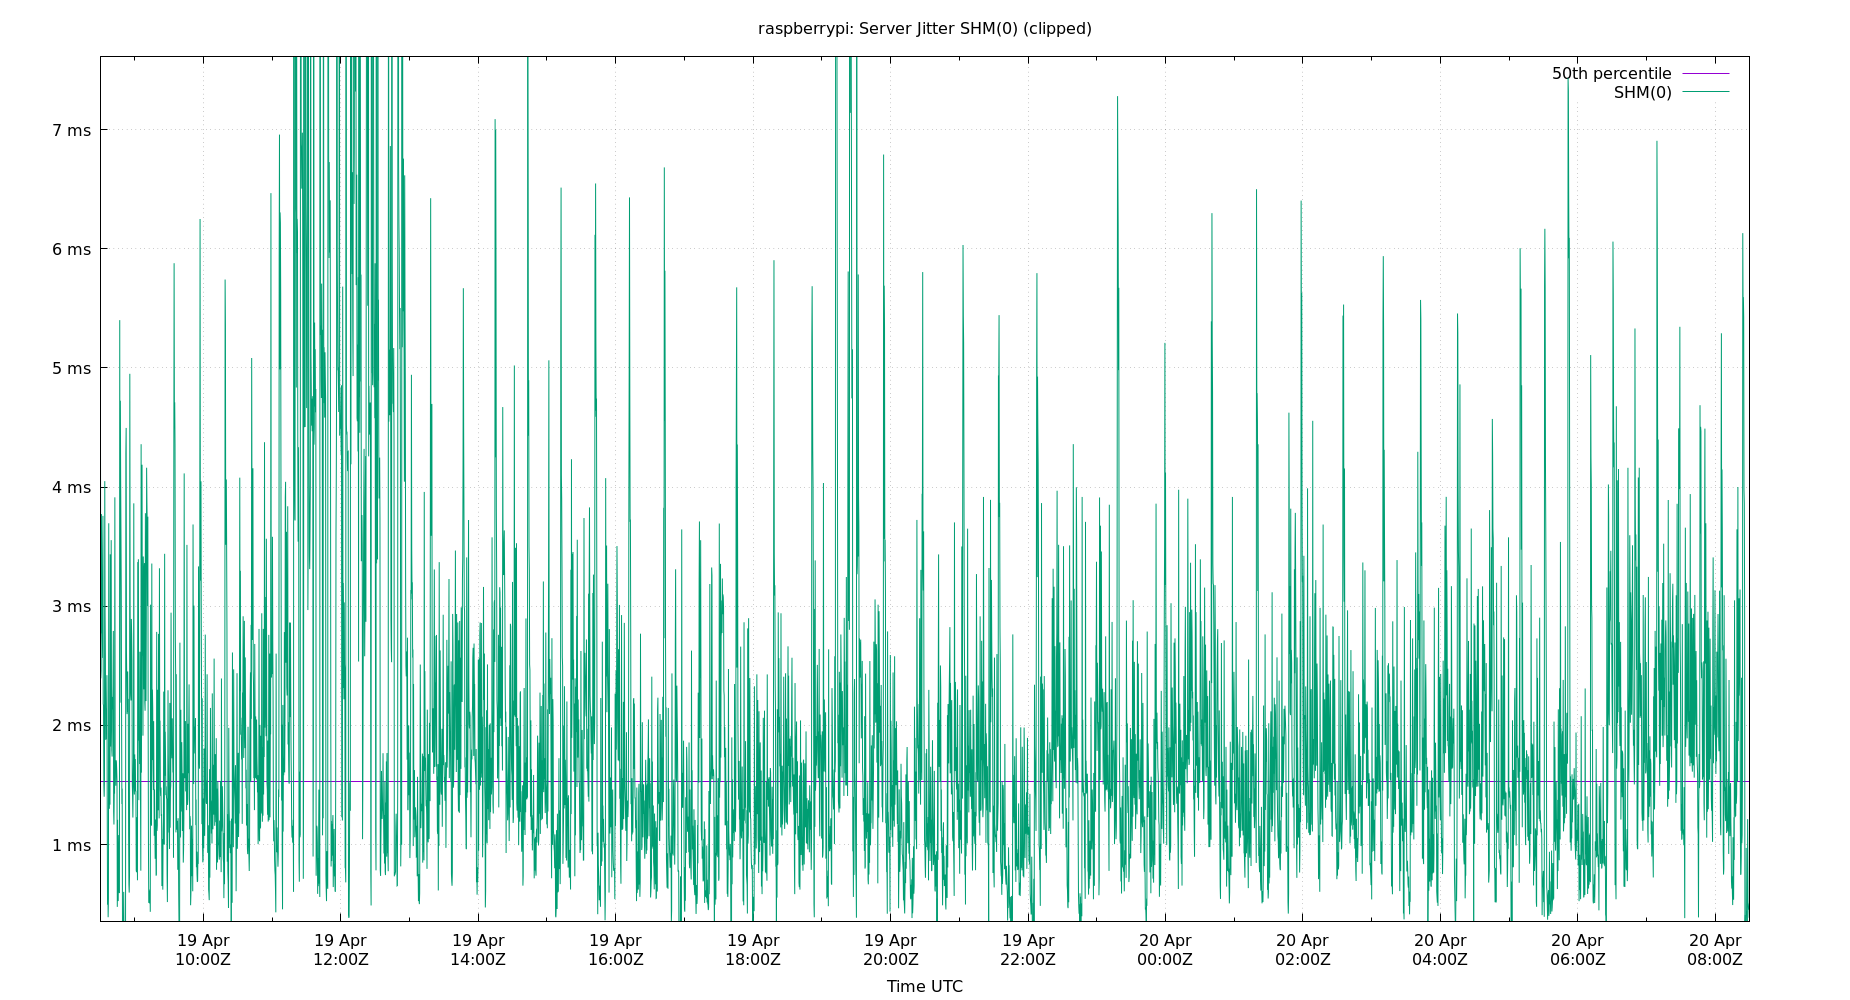 raspberrypi: Server Jitter SHM(0) (clipped)
50th percentile
SHM(0)
7 ms
6 ms
5 ms
4 ms
3 ms
2 ms
1 ms
19 Apr 19 Apr 19 Apr 19 Apr 19 Apr 19 Apr 19 Apr 20 Apr 20 Apr 20 Apr 20 Apr 20 Apr
10:00Z 12:00Z 14:00Z 16:00Z 18:00Z 20:00Z 22:00Z 00:00Z 02:00Z 04:00Z 06:00Z 08:00Z
Time UTC